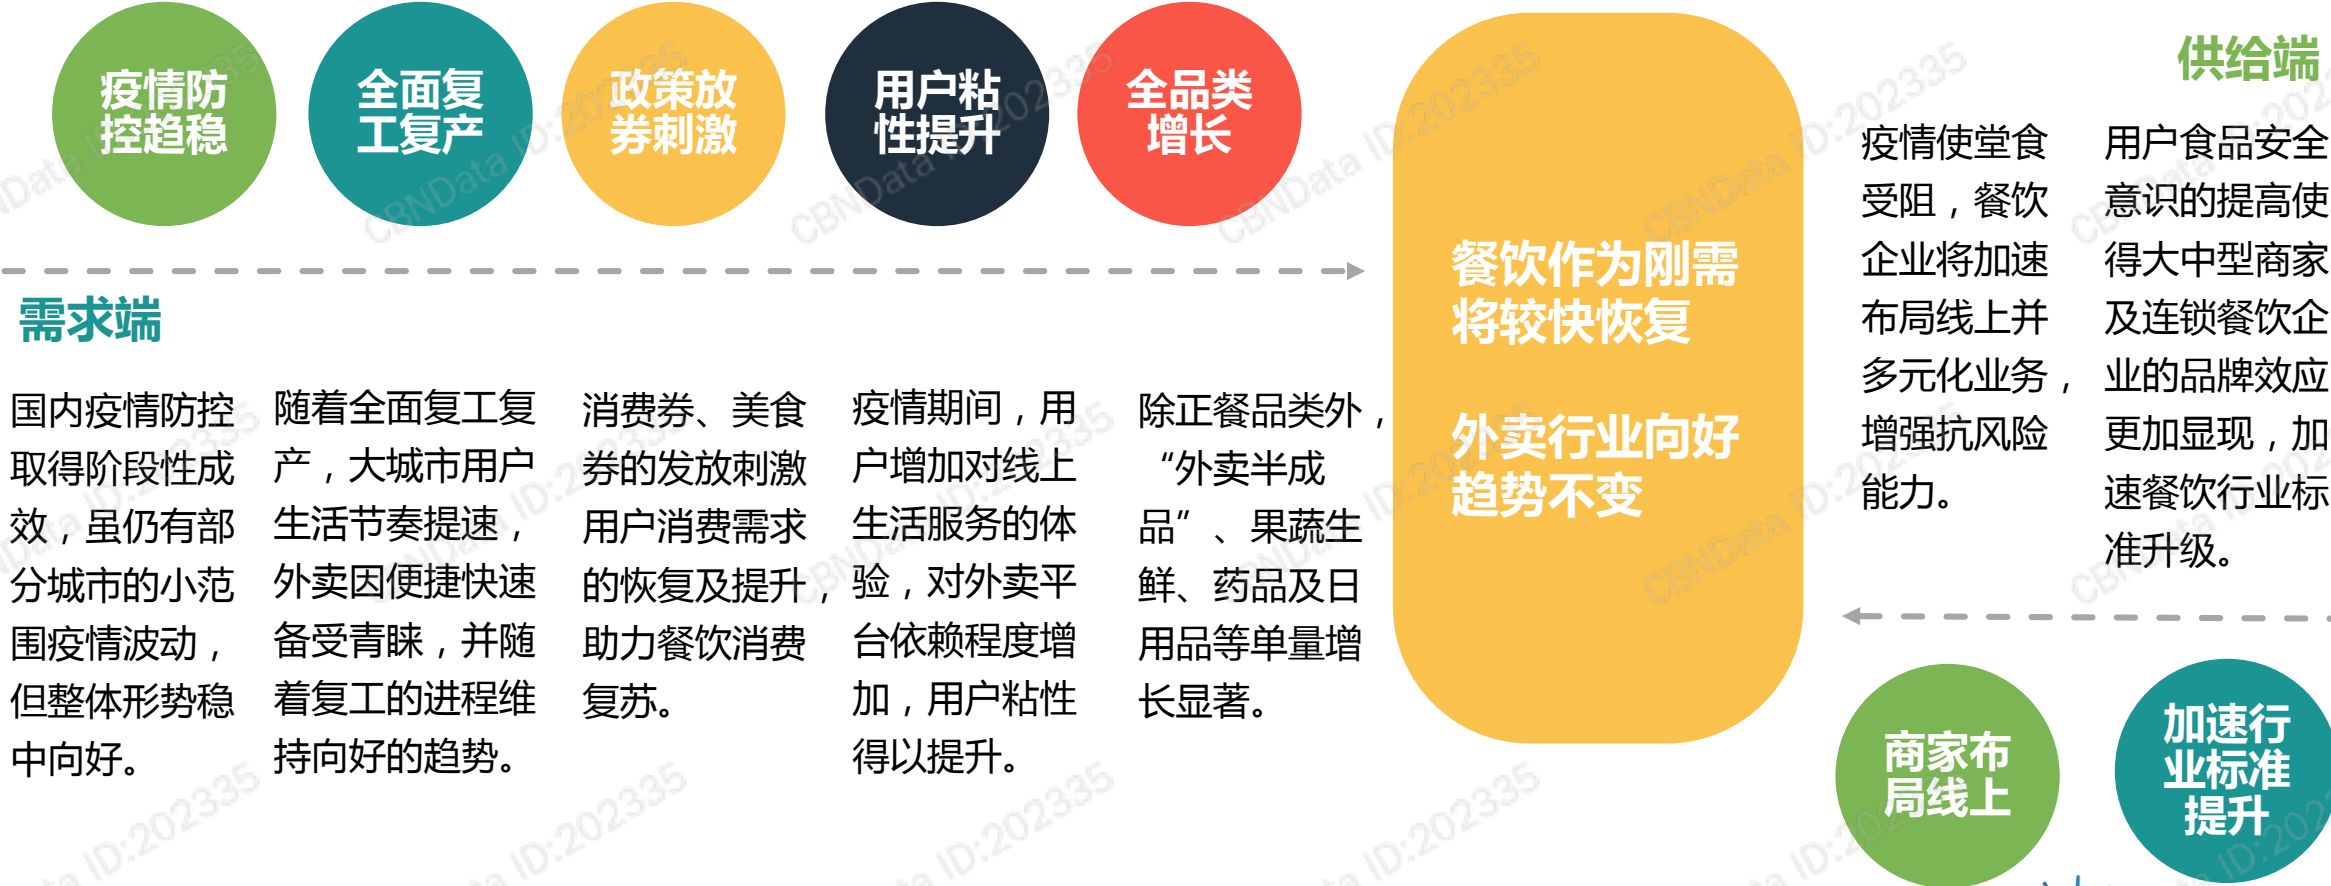 疫情防
控趋稳
全面复
工复产
政策放
券刺激
用户粘
性提升
全品类
增长
需求端
国内疫情防控
取得阶段性成
效，虽仍有部
分城市的小范
围疫情波动，
但整体形势稳
中向好。
随着全面复工复
产，大城市用户
生活节奏提速，
外卖因便捷快速
备受青睐，并随
着复工的进程维
持向好的趋势。
消费券、美食
券的发放刺激
用户消费需求
的恢复及提升，
助力餐饮消费
复苏。
疫情期间，用
户增加对线上
生活服务的体
验，对外卖平
台依赖程度增
加，用户粘性
得以提升。
除正餐品类外，
“外卖半成
品”、果蔬生
鲜、药品及日
用品等单量增
长显著。
餐饮作为刚需
将较快恢复
外卖行业向好
趋势不变
供给端
疫情使堂食
受阻，餐饮
企业将加速
布局线上并
多元化业务，
增强抗风险
能力。
用户食品安全
意识的提高使
得大中型商家
及连锁餐饮企
业的品牌效应
更加显现，加
速餐饮行业标
准升级。
商家布
局线上
加速行
业标准
提升
CBNData ID:202335